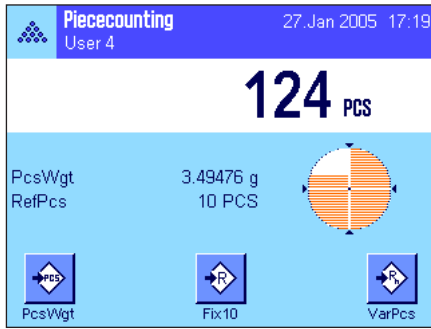 Piececounting 27.Jan 2005 17:19
User 4
124 PCS
PcsWgt 3.49476 g
RefPcs 10 PCS
PCS R Rn
PcsWgt Fix10 VarPcs